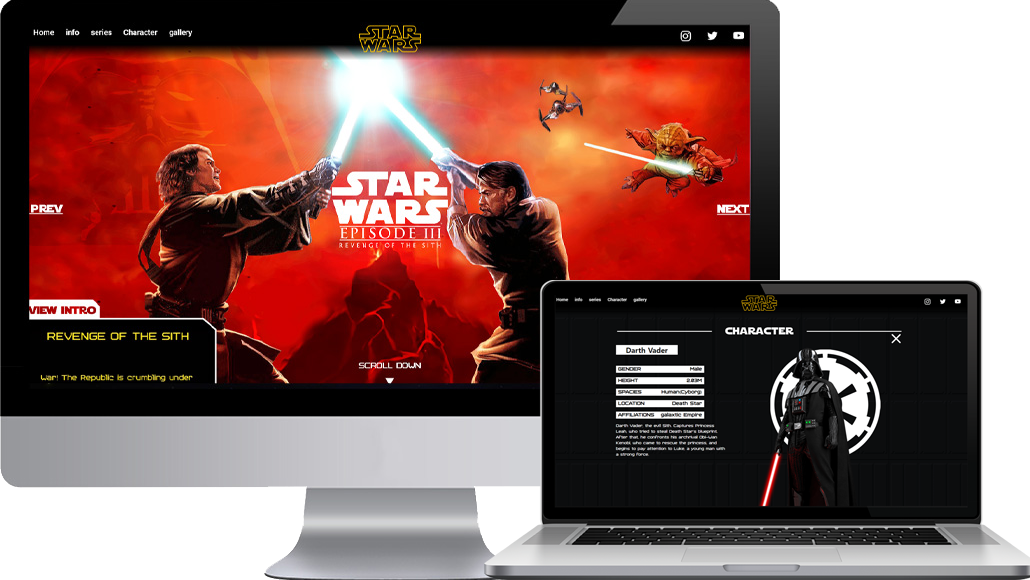 Home info series Character gallery
STAR
WARS
STAR
WARS
EPISODE III
REVENGE OF THE SITH
PREV
NEXT
VIEW INTRO
REVENGE OF THE SITH
War! The Republic is crumbling under
SCROLL DOWN
Home info series Character gallery
STAR
WARS
CHARACTER
Darth Vader
GENDER Male
HEIGHT 2.03M
SPACIES Human(Cyborg)
LOCATION Death Star
AFFILIATIONS galaxtic Empire
Darth Vader, the evil Sith, Captures Princess
Leah, who tried to steal Death Star's blueprint.
After that, he confronts his archrival Obi-Wan
Kenobi, who came to rescue the princess, and
begins to pay attention to Luke, a young man with
a strong force.